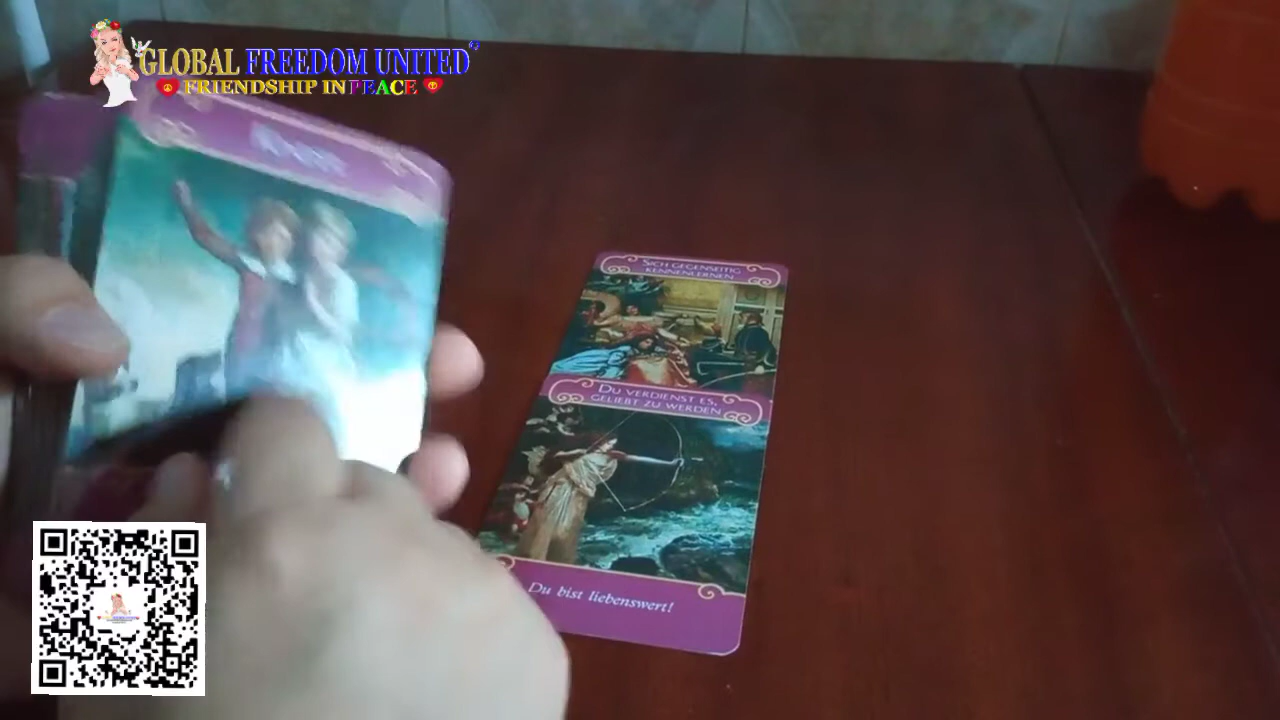 GLOBAL FREEDOM UNITED
FRIENDSHIP IN PEACE
SICH GEGENSEITIG
KENNENLERNEN
DU VERDIENST ES,
GELIEBT ZU WERDEN
Du bist liebenswert!